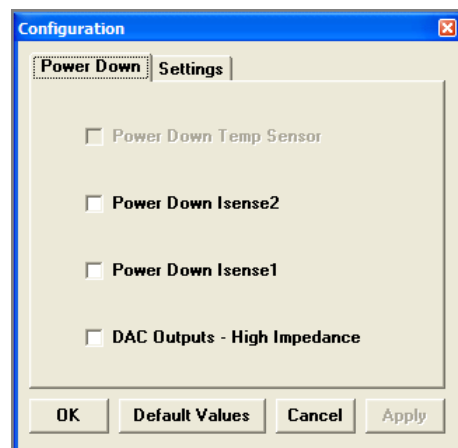 Configuration
Power Down Settings
Power Down Temp Sensor
Power Down Isense2
Power Down Isense1
DAC Outputs - High Impedance
OK Default Values Cancel Apply